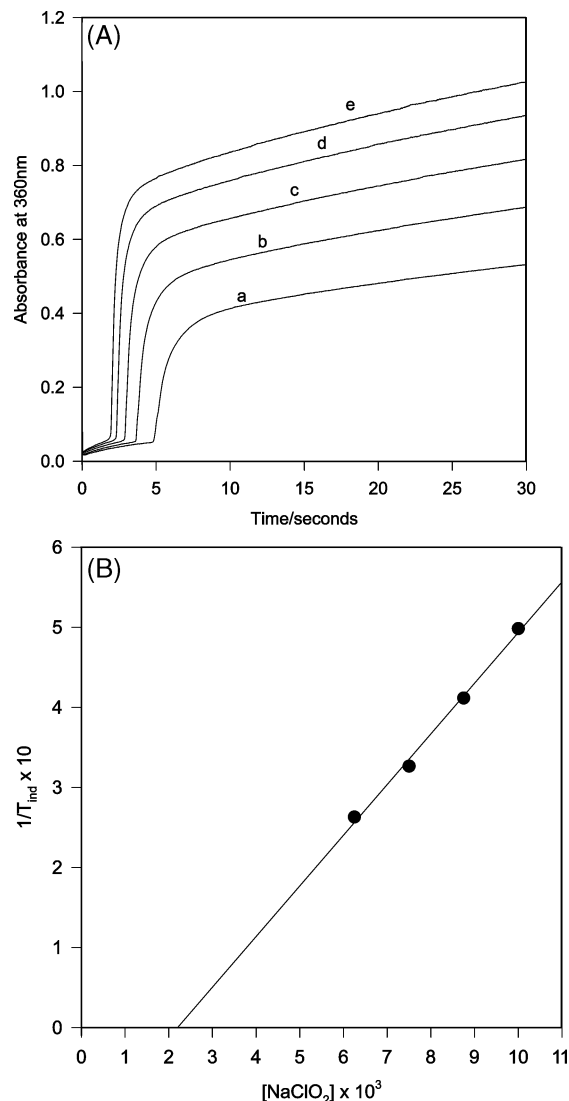 (A)
1.2
1.0
0.8
0.6
0.4
0.2
0.0
Absorbance at 360nm
e
d
c
b
a
0 5 10 15 20 25 30
Time/seconds
(B)
6
5
4
3
2
1
0
1/T_ind x 10
0 1 2 3 4 5 6 7 8 9 10 11
[NaClO₂] x 10³